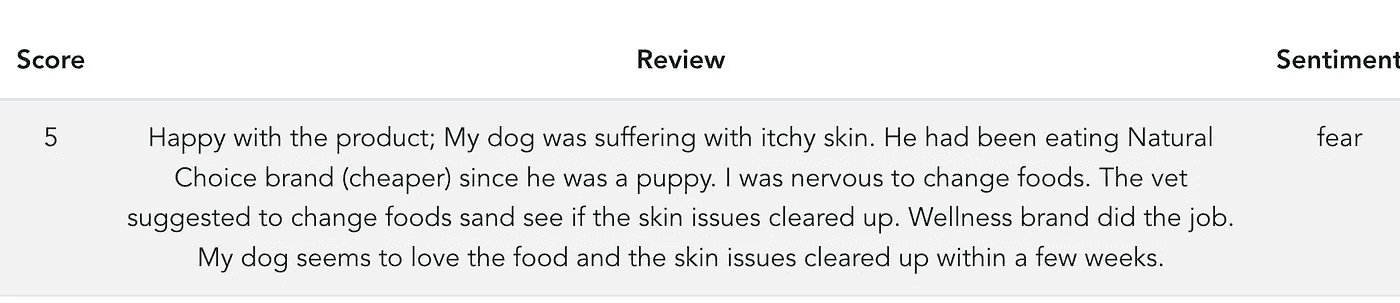 Score Review Sentiment
5 Happy with the product; My dog was suffering with itchy skin. He had been eating Natural fear
Choice brand (cheaper) since he was a puppy. I was nervous to change foods. The vet
suggested to change foods sand see if the skin issues cleared up. Wellness brand did the job.
My dog seems to love the food and the skin issues cleared up within a few weeks.